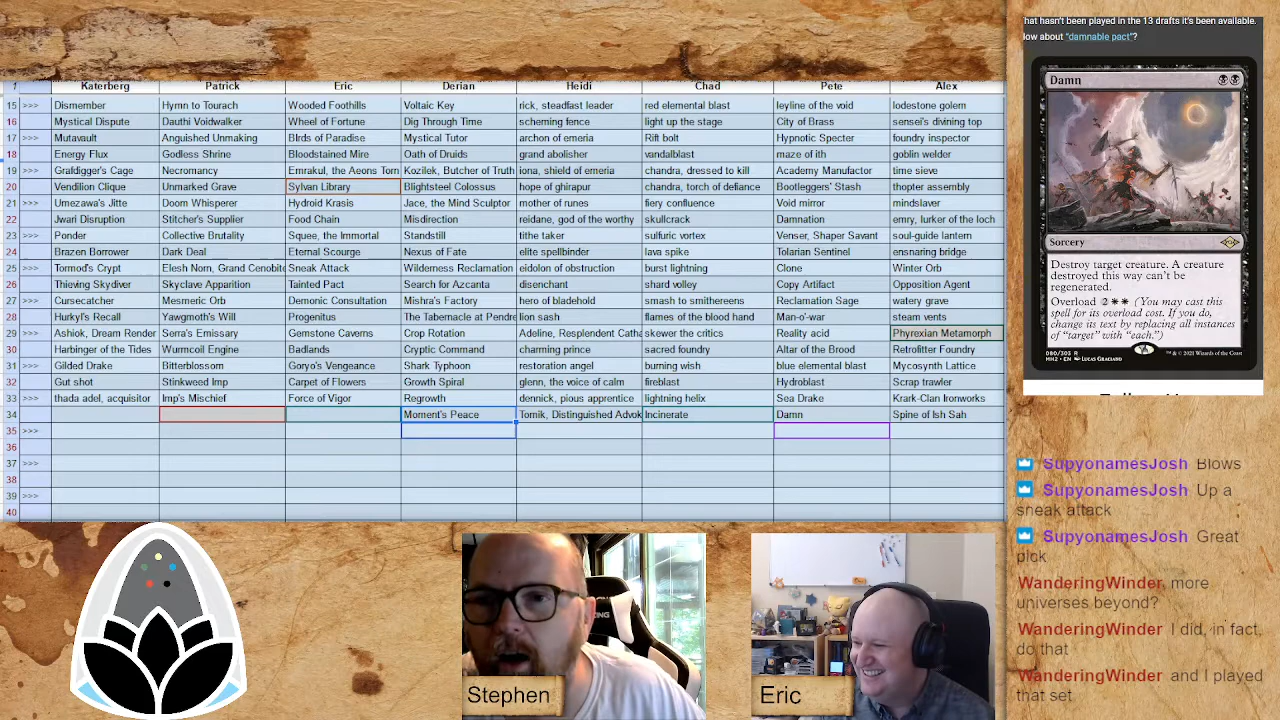 Katerberg Patrick Eric Derian Heidi Chad Pete Alex
15 >>> Dismember Hymn to Tourach Wooded Foothills Voltaic Key rick, steadfast leader red elemental blast leyline of the void lodestone golem
16 Mystical Dispute Dauthi Voidwalker Wheel of Fortune Dig Through Time scheming fence light up the stage City of Brass sensei's divining top
17 >>> Mutavault Anguished Unmaking BIrds of Paradise Mystical Tutor archon of emeria Rift bolt Hypnotic Specter foundry inspector
18 Energy Flux Godless Shrine Bloodstained Mire Oath of Druids grand abolisher vandalblast maze of ith goblin welder
19 >>> Grafdigger's Cage Necromancy Emrakul, the Aeons Torn Kozilek, Butcher of Truth iona, shield of emeria chandra, dressed to kill Academy Manufactor time sieve
20 Vendilion Clique Unmarked Grave Sylvan Library Blightsteel Colossus hope of ghirapur chandra, torch of defiance Bootleggers' Stash thopter assembly
21 >>> Umezawa's Jitte Doom Whisperer Hydroid Krasis Jace, the Mind Sculptor mother of runes fiery confluence Void mirror mindslaver
22 Jwari Disruption Stitcher's Supplier Food Chain Misdirection reidane, god of the worthy skullcrack Damnation emry, lurker of the loch
23 >>> Ponder Collective Brutality Squee, the Immortal Standstill tithe taker sulfuric vortex Venser, Shaper Savant soul-guide lantern
24 Brazen Borrower Dark Deal Eternal Scourge Nexus of Fate elite spellbinder lava spike Tolarian Sentinel ensnaring bridge
25 >>> Tormod's Crypt Elesh Norn, Grand Cenobite Sneak Attack Wilderness Reclamation eidolon of obstruction burst lightning Clone Winter Orb
26 Thieving Skydiver Skyclave Apparition Tainted Pact Search for Azcanta disenchant shard volley Copy Artifact Opposition Agent
27 >>> Cursecatcher Mesmeric Orb Demonic Consultation Mishra's Factory hero of bladehold smash to smithereens Reclamation Sage watery grave
28 Hurkyl's Recall Yawgmoth's Will Progenitus The Tabernacle at Pendre lion sash flames of the blood hand Man-o'-war steam vents
29 >>> Ashiok, Dream Render Serra's Emissary Gemstone Caverns Crop Rotation Adeline, Resplendent Catha skewer the critics Reality acid Phyrexian Metamorph
30 Harbinger of the Tides Wurmcoil Engine Badlands Cryptic Command charming prince sacred foundry Altar of the Brood Retrofitter Foundry
31 >>> Gilded Drake Bitterblossom Goryo's Vengeance Shark Typhoon restoration angel burning wish blue elemental blast Mycosynth Lattice
32 Gut shot Stinkweed Imp Carpet of Flowers Growth Spiral glenn, the voice of calm fireblast Hydroblast Scrap trawler
33 >>> thada adel, acquisitor Imp's Mischief Force of Vigor Regrowth dennick, pious apprentice lightning helix Sea Drake Krark-Clan Ironworks
34 Moment's Peace Tomik, Distinguished Advok Incinerate Damn Spine of Ish Sah
35 >>>
36
37 >>>
38
39 >>>
40
hat hasn't been played in the 13 drafts it's been available.
low about "damnable pact"?
Damn
Sorcery
Destroy target creature. A creature
destroyed this way can't be
regenerated.
Overload 2 (You may cast this
spell for its overload cost. If you do,
change its text by replacing all instances
of "target" with "each.")
080/303 R
MH2 • EN LUCAS GRACIANO
™ & © 2021 Wizards of the Coast
SupyonamesJosh Blows
SupyonamesJosh Up a
sneak attack
SupyonamesJosh Great
pick
WanderingWinder, more
universes beyond?
WanderingWinder I did, in fact,
do that
WanderingWinder and I played
that set
Stephen
Eric